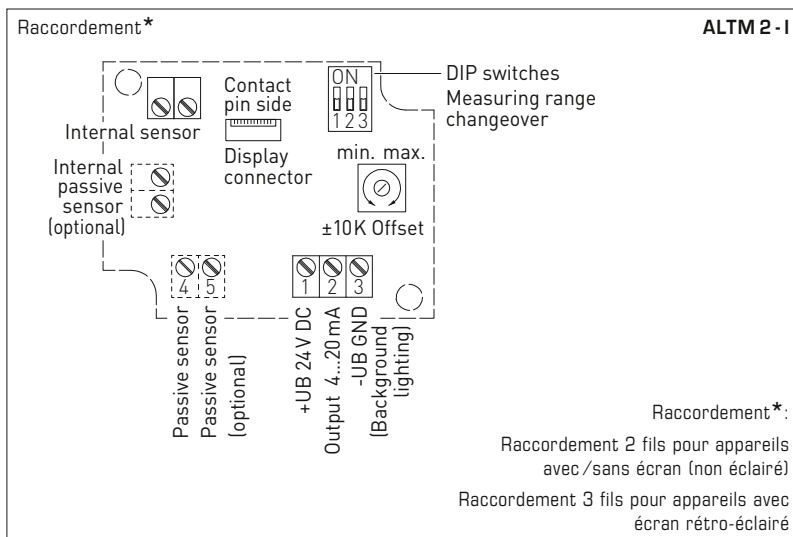 Raccordement*
ALTM 2 - I
ON
1 2 3
DIP switches
Measuring range
changeover
Contact
pin side
Internal sensor
Display
connector
min. max.
±10K Offset
Internal
passive
sensor
(optional)
4 5
1 2 3
Passive sensor
Passive sensor
(optional)
+UB 24 V DC
Output 4...20 mA
-UB GND
(Background
lighting)
Raccordement*:
Raccordement 2 fils pour appareils
avec / sans écran (non éclairé)
Raccordement 3 fils pour appareils avec
écran rétro-éclairé